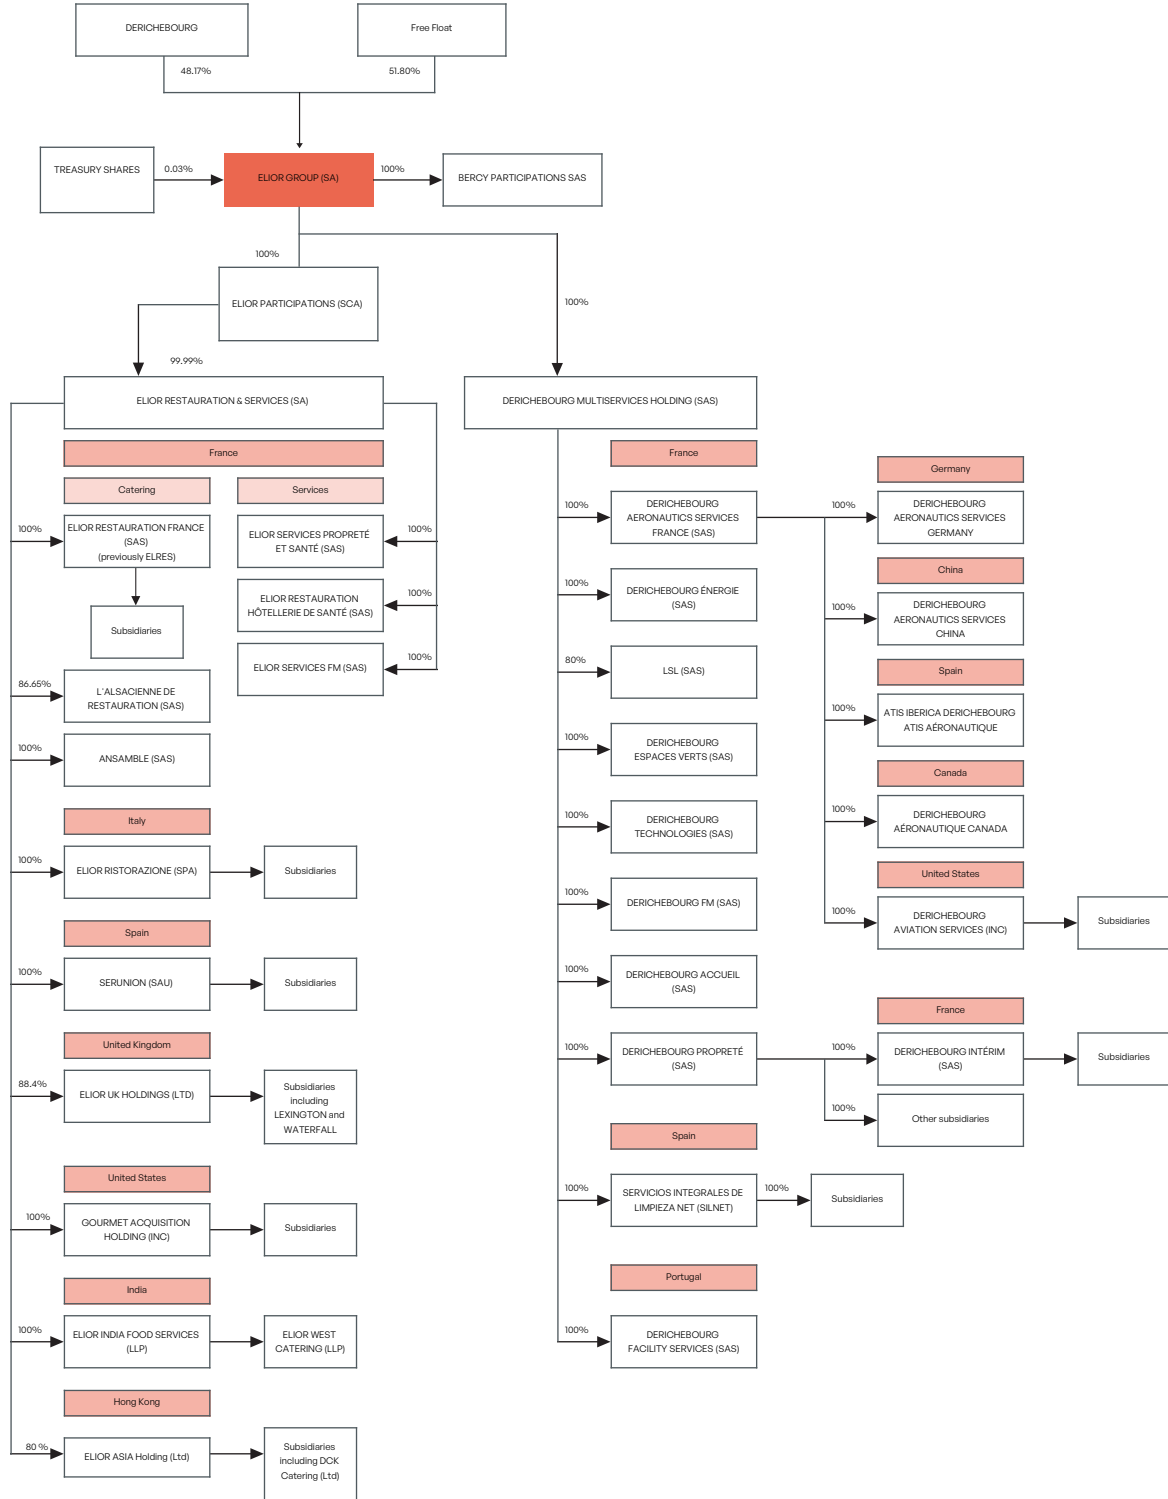 DERICHEBOURG
Free Float
48.17%
51.80%
TREASURY SHARES
0.03%
ELIOR GROUP (SA)
100%
BERCY PARTICIPATIONS SAS
100%
ELIOR PARTICIPATIONS (SCA)
100%
99.99%
ELIOR RESTAURATION & SERVICES (SA)
France
Catering
Services
100%
ELIOR RESTAURATION FRANCE
(SAS)
(previously ELRES)
Subsidiaries
86.65%
L'ALSACIENNE DE
RESTAURATION (SAS)
100%
ANSAMBLE (SAS)
ELIOR SERVICES PROPRETÉ
ET SANTÉ (SAS)
100%
ELIOR RESTAURATION
HÔTELLERIE DE SANTÉ (SAS)
100%
ELIOR SERVICES FM (SAS)
100%
Italy
100%
ELIOR RISTORAZIONE (SPA)
Subsidiaries
Spain
100%
SERUNION (SAU)
Subsidiaries
United Kingdom
88.4%
ELIOR UK HOLDINGS (LTD)
Subsidiaries
including
LEXINGTON and
WATERFALL
United States
100%
GOURMET ACQUISITION
HOLDING (INC)
Subsidiaries
India
100%
ELIOR INDIA FOOD SERVICES
(LLP)
ELIOR WEST
CATERING (LLP)
Hong Kong
80 %
ELIOR ASIA Holding (Ltd)
Subsidiaries
including DCK
Catering (Ltd)
DERICHEBOURG MULTISERVICES HOLDING (SAS)
France
100%
DERICHEBOURG
AERONAUTICS SERVICES
FRANCE (SAS)
100%
DERICHEBOURG ÉNERGIE
(SAS)
80%
LSL (SAS)
100%
DERICHEBOURG
ESPACES VERTS (SAS)
100%
DERICHEBOURG
TECHNOLOGIES (SAS)
100%
DERICHEBOURG FM (SAS)
100%
DERICHEBOURG ACCUEIL
(SAS)
100%
DERICHEBOURG PROPRETÉ
(SAS)
Spain
100%
SERVICIOS INTEGRALES DE
LIMPIEZA NET (SILNET)
100%
Subsidiaries
Portugal
100%
DERICHEBOURG
FACILITY SERVICES (SAS)
Germany
100%
DERICHEBOURG
AERONAUTICS SERVICES
GERMANY
China
100%
DERICHEBOURG
AERONAUTICS SERVICES
CHINA
Spain
100%
ATIS IBERICA DERICHEBOURG
ATIS AÉRONAUTIQUE
Canada
100%
DERICHEBOURG
AÉRONAUTIQUE CANADA
United States
100%
DERICHEBOURG
AVIATION SERVICES (INC)
Subsidiaries
France
100%
DERICHEBOURG INTÉRIM
(SAS)
Subsidiaries
100%
Other subsidiaries